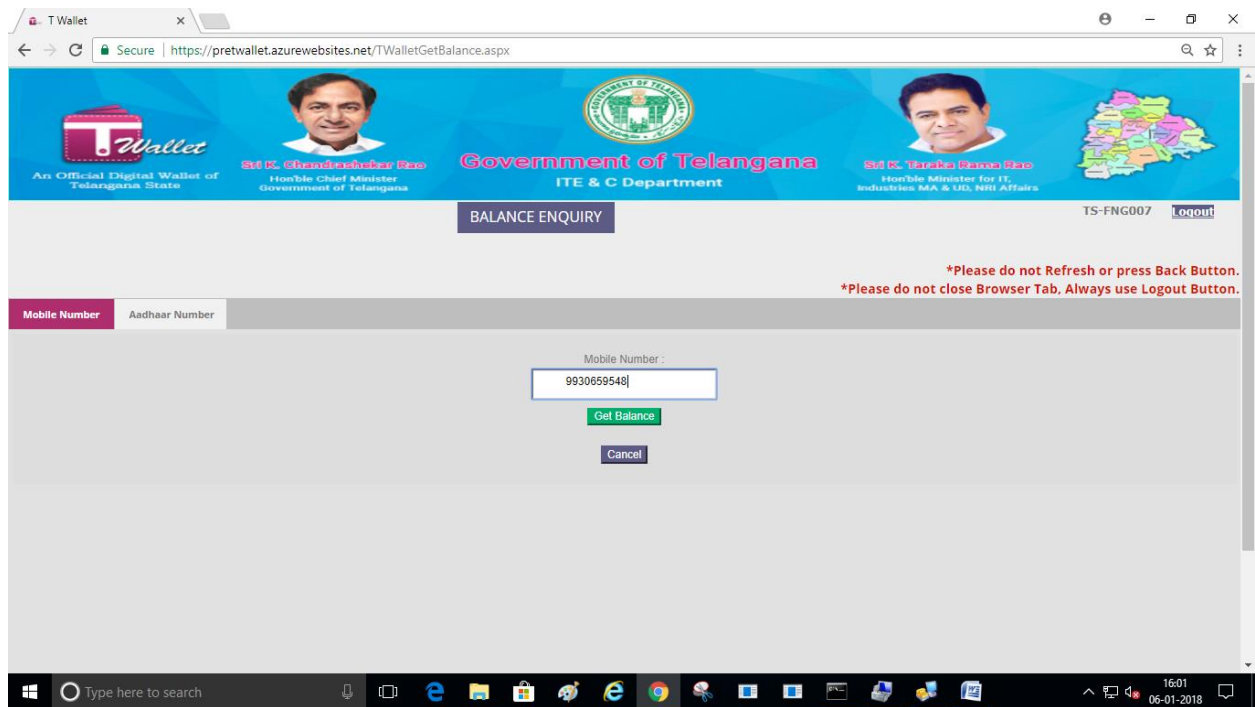 T Wallet
Secure | https://pretwallet.azurewebsites.net/TWalletGetBalance.aspx
T.Wallet
An Official Digital Wallet of
Telangana State
Sri K. Chandrashekar Rao
Hon'ble Chief Minister
Government of Telangana
GOVERNMENT OF TELANGANA
Government of Telangana
ITE & C Department
Sri K. Taraka Rama Rao
Hon'ble Minister for IT,
Industries MA & UD, NRI Affairs
BALANCE ENQUIRY
TS-FNG007 Logout
*Please do not Refresh or press Back Button.
*Please do not close Browser Tab, Always use Logout Button.
Mobile Number Aadhaar Number
Mobile Number :
9930659548
Get Balance
Cancel
Type here to search
16:01
06-01-2018